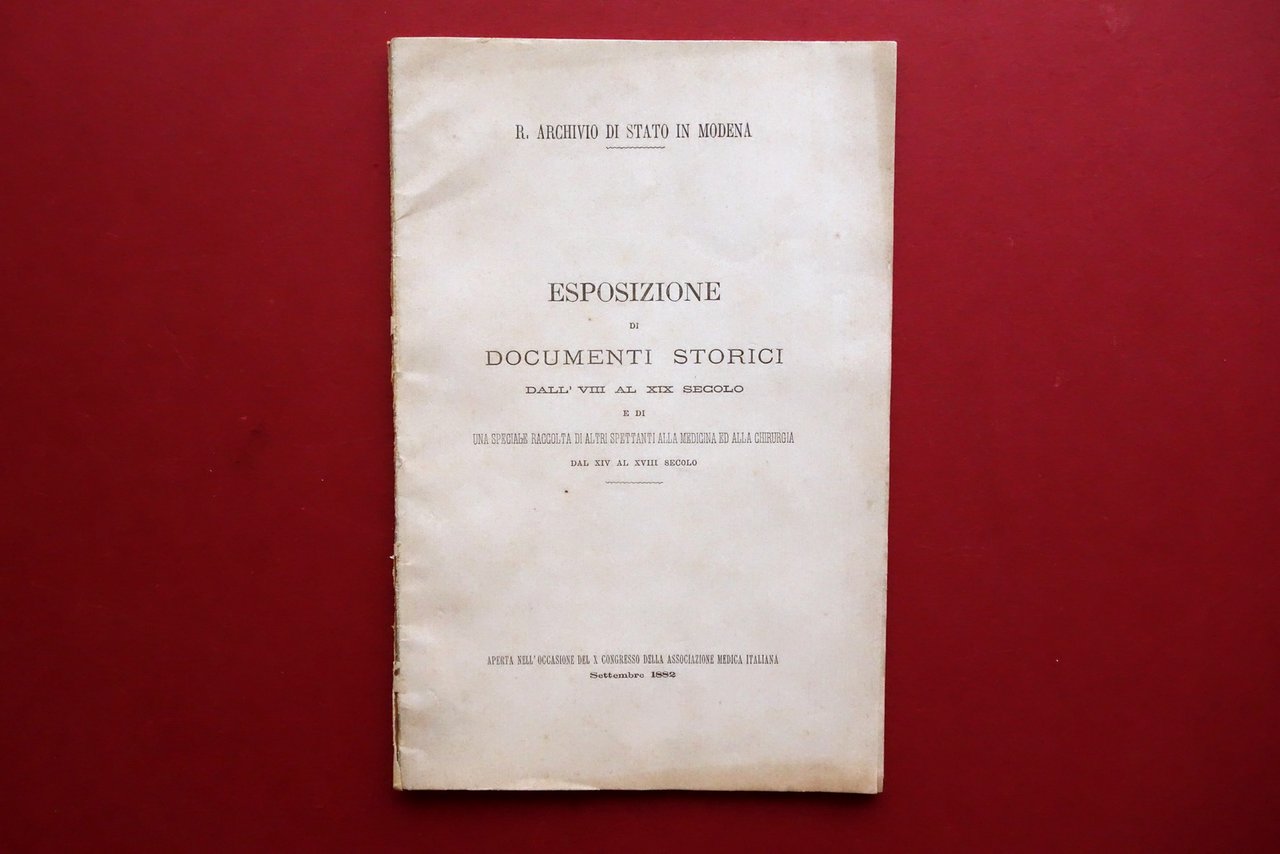 R. ARCHIVIO DI STATO IN MODENA
ESPOSIZIONE
DI
DOCUMENTI STORICI
DALL' VIII AL XIX SECOLO
E DI
UNA SPECIALE RACCOLTA DI ALTRI SPETTANTI ALLA MEDICINA ED ALLA CHIRURGIA
DAL XIV AL XVIII SECOLO
APERTA NELL'OCCASIONE DEL X CONGRESSO DELLA ASSOCIAZIONE MEDICA ITALIANA
Settembre 1882